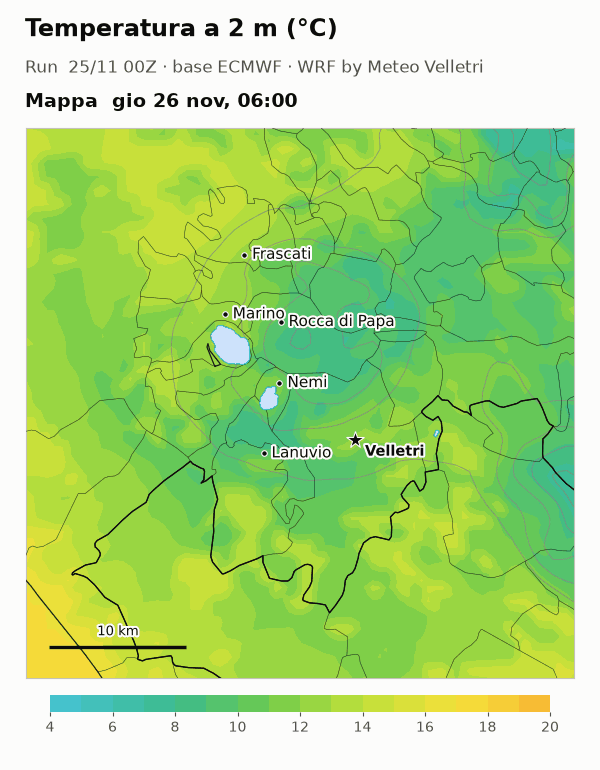 Temperatura a 2 m (°C)
Run  25/11 00Z · base ECMWF · WRF by Meteo Velletri
Mappa  gio 26 nov, 06:00
Frascati
Marino
Rocca di Papa
Nemi
Velletri
Lanuvio
10 km
4 6 8 10 12 14 16 18 20